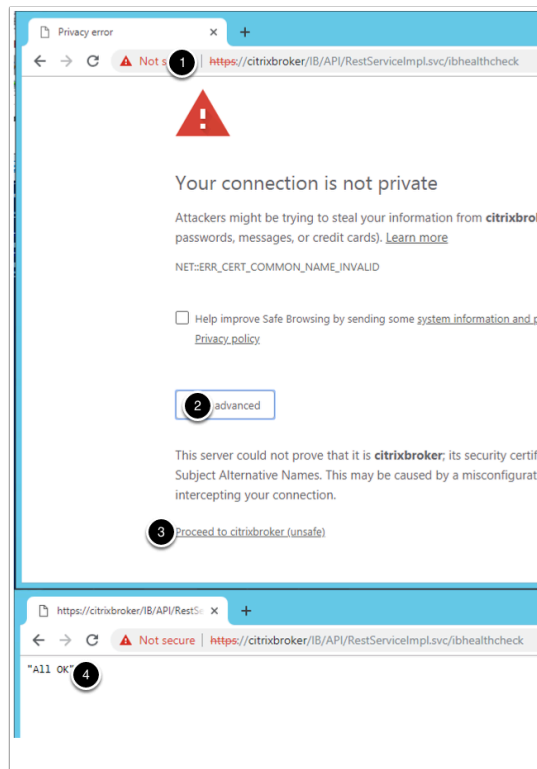 Privacy error
Not s 1 https://citrixbroker/IB/API/RestServiceImpl.svc/ibhealthcheck
Your connection is not private
Attackers might be trying to steal your information from
passwords, messages, or credit cards). Learn more
NET::ERR_CERT_COMMON_NAME_INVALID
Help improve Safe Browsing by sending some system information and
Privacy policy
2 advanced
This server could not prove that it is citrixbroker; its security
Subject Alternative Names. This may be caused by a
intercepting your connection.
3 Proceed to citrixbroker (unsafe)
https://citrixbroker/IB/API/RestSe
Not secure https://citrixbroker/IB/API/RestServiceImpl.svc/ibhealthcheck
"All OK" 4